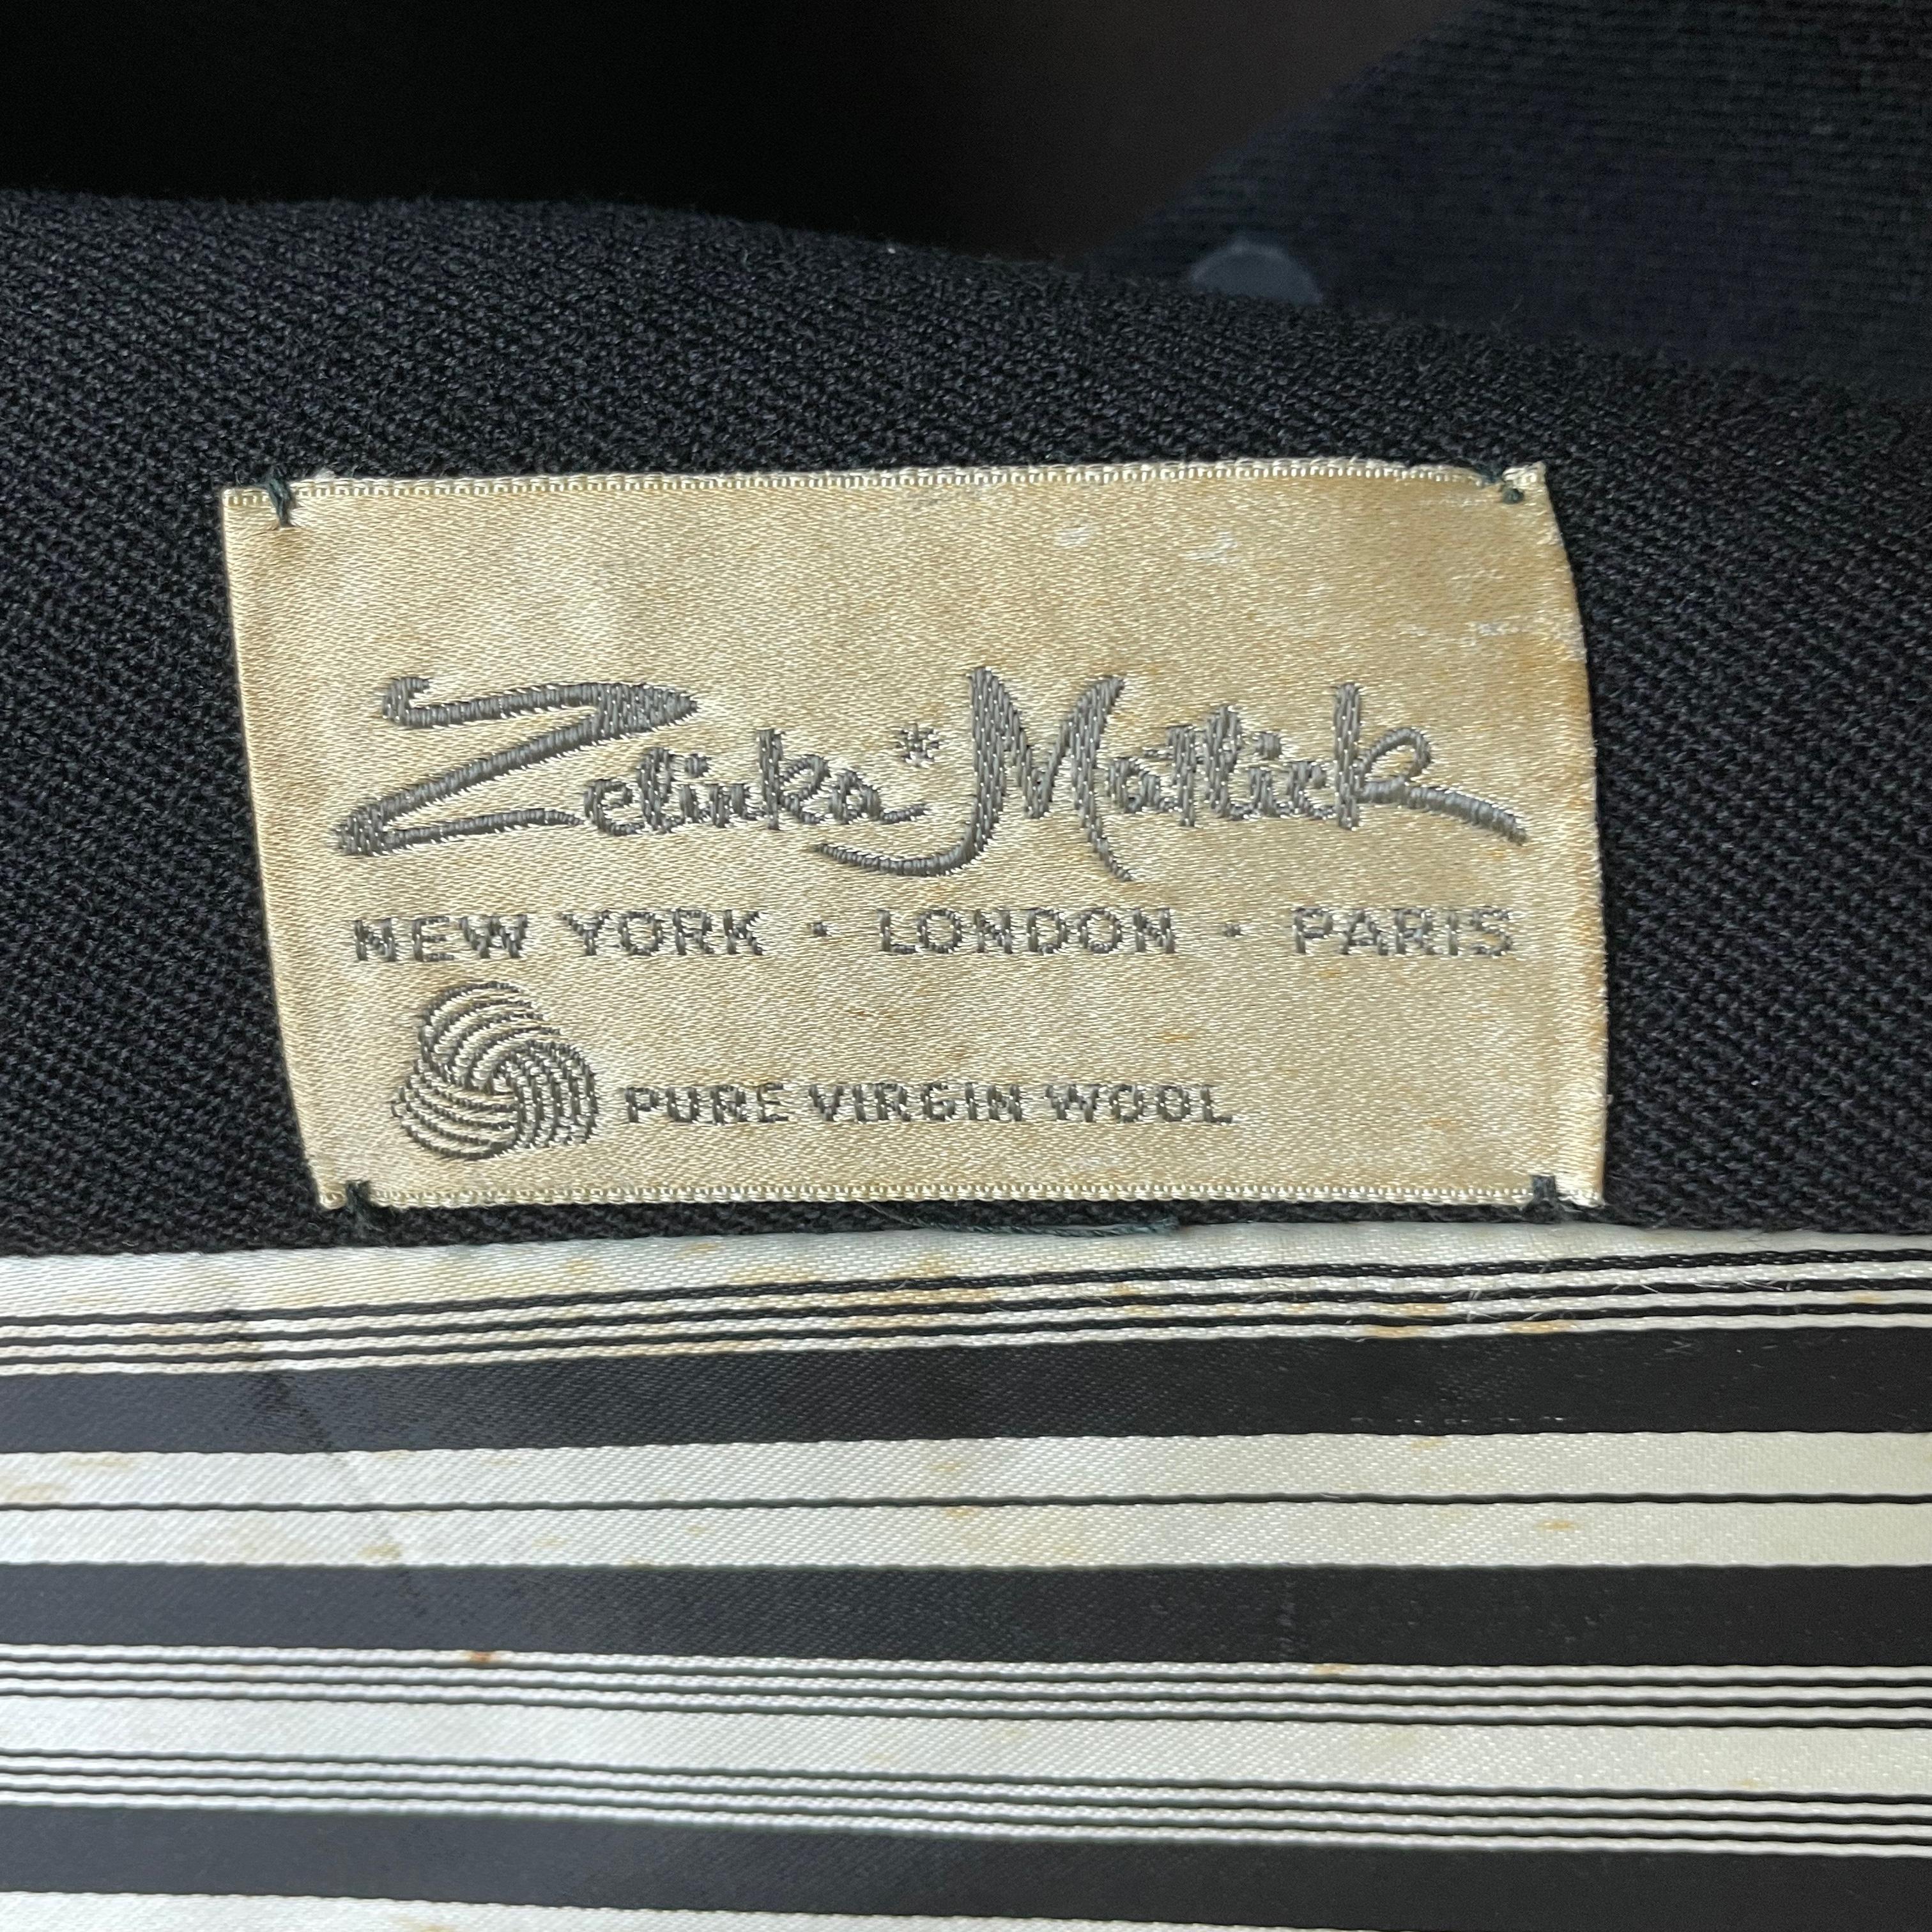 Zelinka*Matlick
NEW YORK · LONDON · PARIS
PURE VIRGIN WOOL